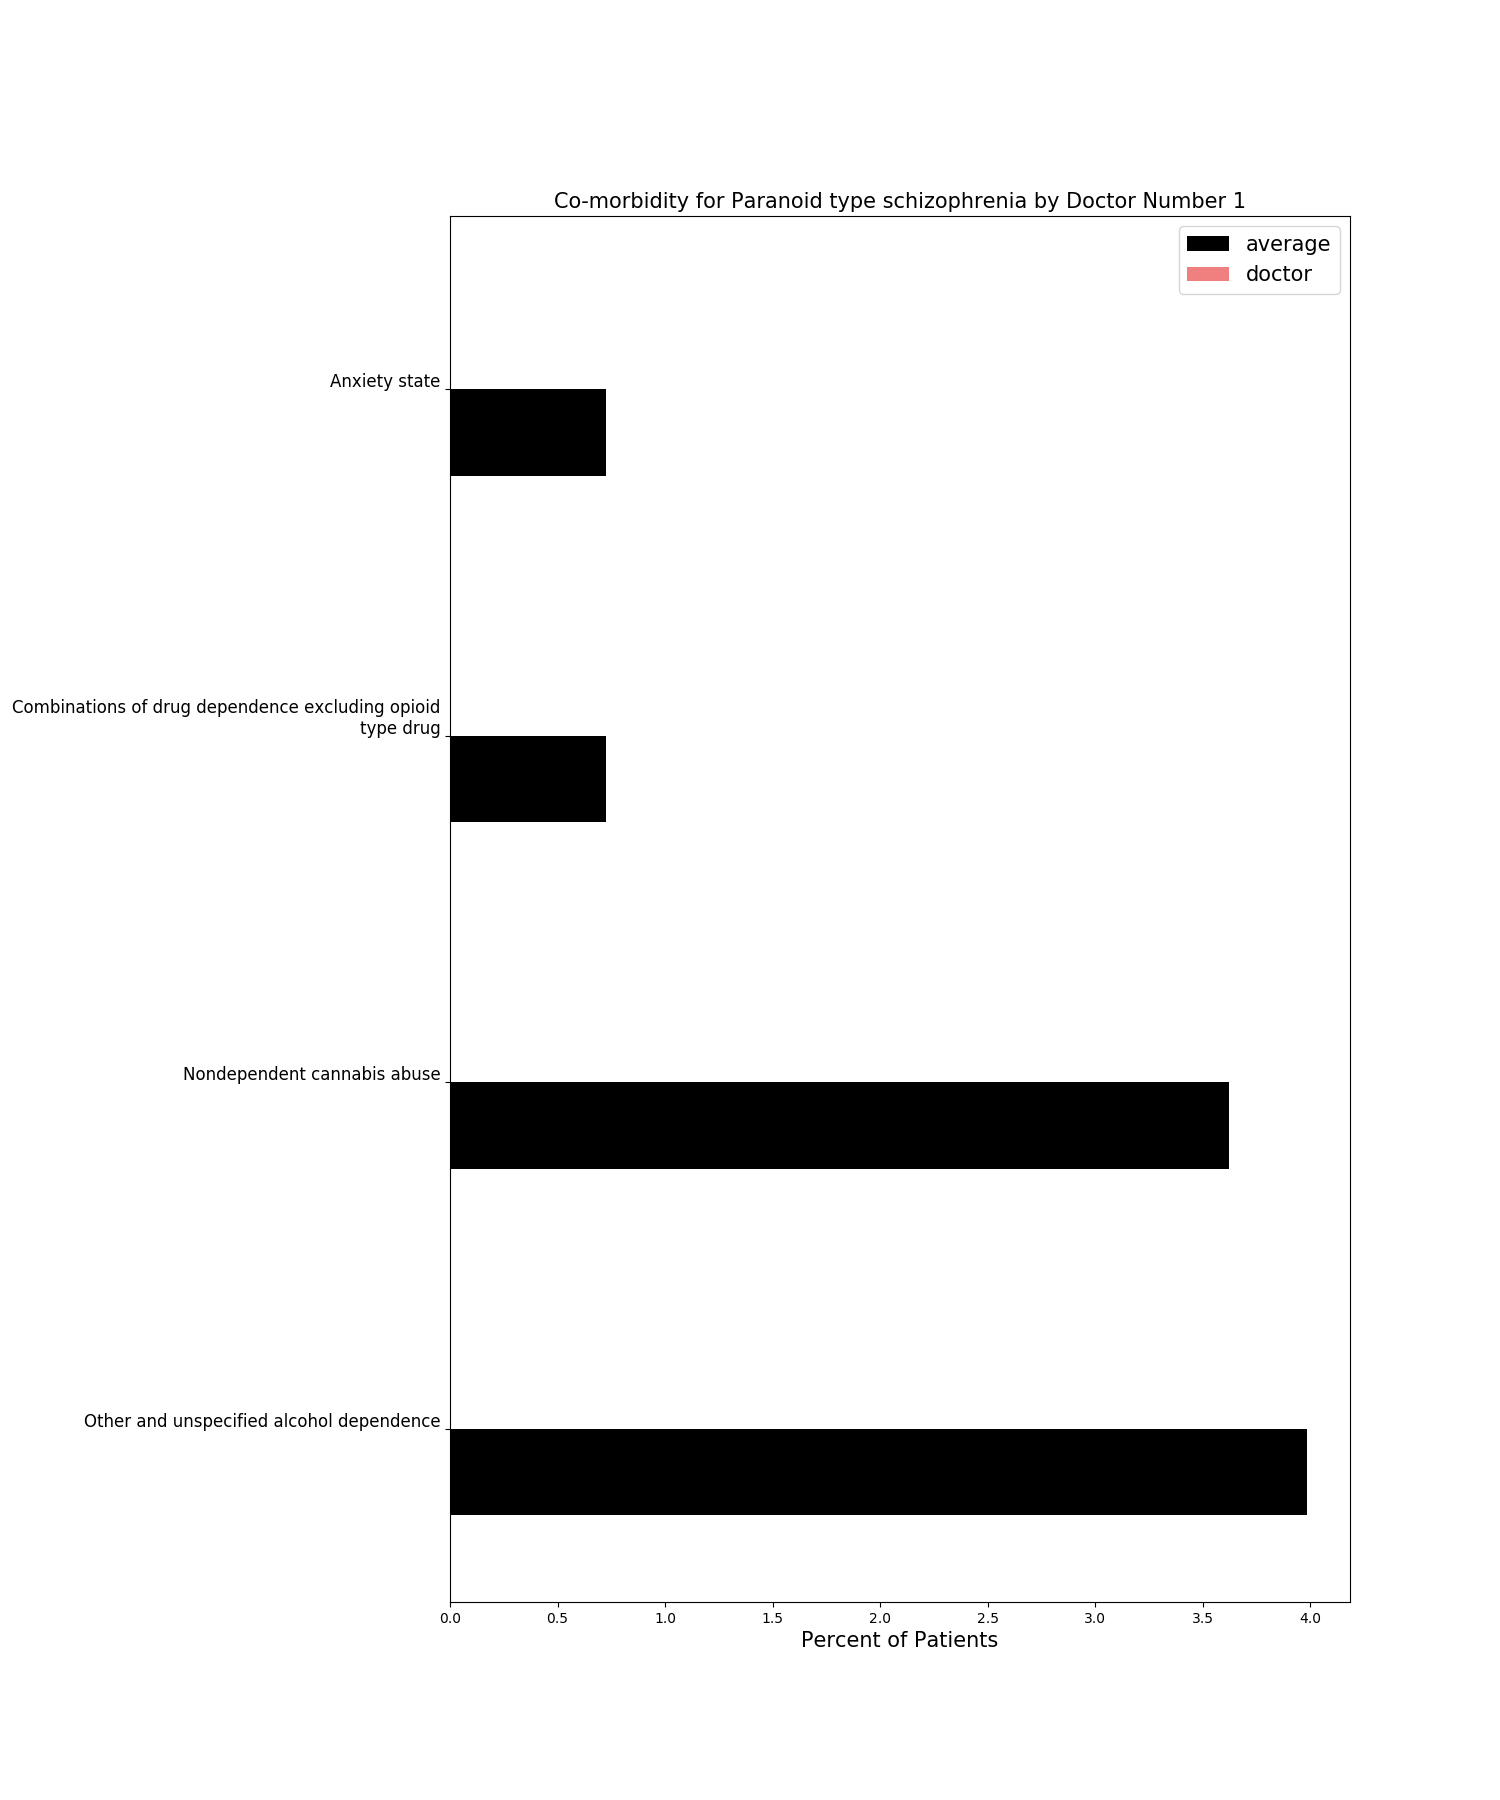 Co-morbidity for Paranoid type schizophrenia by Doctor Number 1
average
doctor
Anxiety state
Combinations of drug dependence excluding opioid
type drug
Nondependent cannabis abuse
Other and unspecified alcohol dependence
0.0 0.5 1.0 1.5 2.0 2.5 3.0 3.5 4.0
Percent of Patients